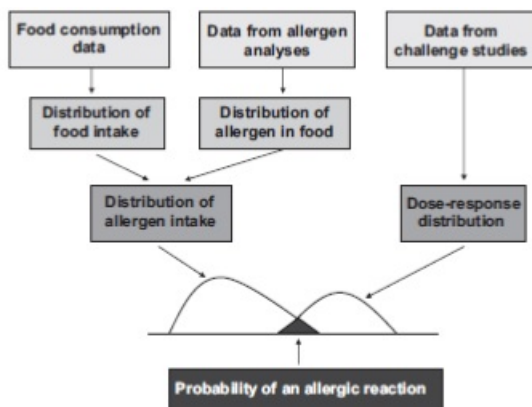 Food consumption
data
Data from allergen
analyses
Data from
challenge studies
Distribution of
food intake
Distribution of
allergen in food
Distribution of
allergen intake
Dose-response
distribution
Probability of an allergic reaction